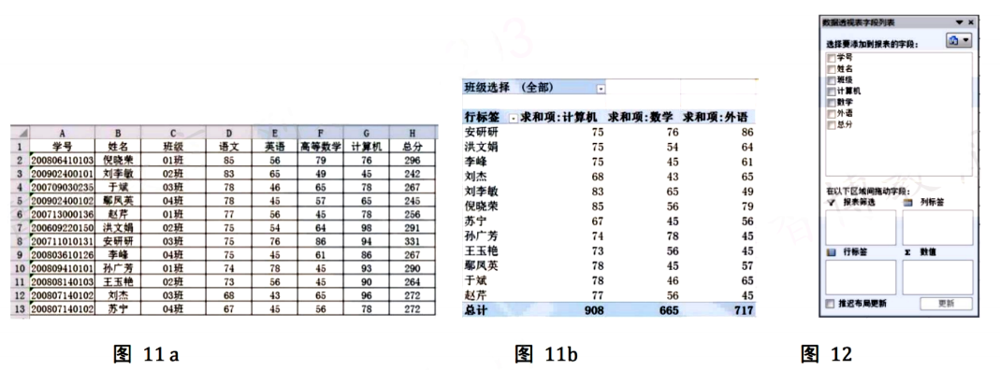 A B C D E F G H
1 学号 姓名 班级 语文 英语 高等数学 计算机 总分
2 200806410103 倪晓荣 01班 85 56 79 76 296
3 200902400101 刘李敏 02班 83 65 49 45 242
4 200709030235 于斌 03班 78 46 65 78 267
5 200902400102 鄢凤英 04班 78 45 57 65 245
6 200713000136 赵芹 01班 77 56 45 78 256
7 200609220150 洪文娟 02班 75 54 64 98 291
8 200711010131 安研研 03班 75 76 86 94 331
9 200803610126 李峰 04班 75 45 61 86 267
10 200809410101 孙广芳 01班 74 78 45 93 290
11 200808140103 王玉艳 02班 73 56 45 90 264
12 200807140102 刘杰 03班 68 43 65 96 272
13 200807140102 苏宁 04班 67 45 56 78 272
图 11a
班级选择 (全部)
行标签 求和项:计算机 求和项:数学 求和项:外语
安研研 75 76 86
洪文娟 75 54 64
李峰 75 45 61
刘杰 68 43 65
刘李敏 83 65 49
倪晓荣 85 56 79
苏宁 67 45 56
孙广芳 74 78 45
王玉艳 73 56 45
鄢凤英 78 45 57
于斌 78 46 65
赵芹 77 56 45
总计 908 665 717
图 11b
数据透视表字段列表
选择要添加到报表的字段:
学号
姓名
班级
计算机
数学
外语
总分
在以下区域间拖动字段:
报表筛选 列标签
行标签 Σ 数值
推迟布局更新 更新
图 12